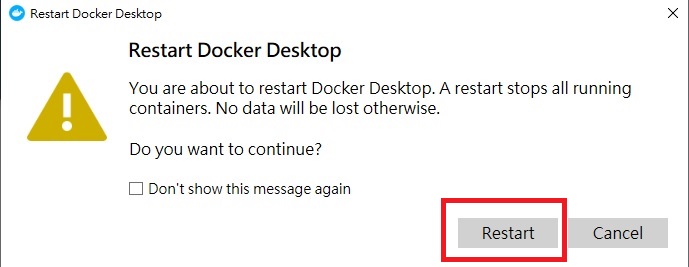 Restart Docker Desktop
Restart Docker Desktop
You are about to restart Docker Desktop. A restart stops all running
containers. No data will be lost otherwise.
Do you want to continue?
Don't show this message again
Restart Cancel